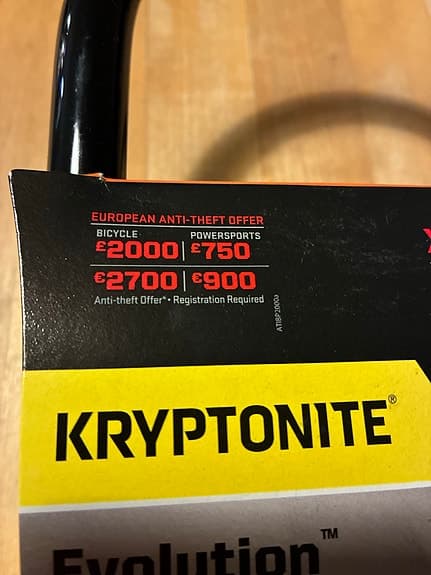 EUROPEAN ANTI-THEFT OFFER
BICYCLE POWERSPORTS
£2000 | £750
€2700 | €900
Anti-theft Offer* • Registration Required
KRYPTONITE®
Evolution™